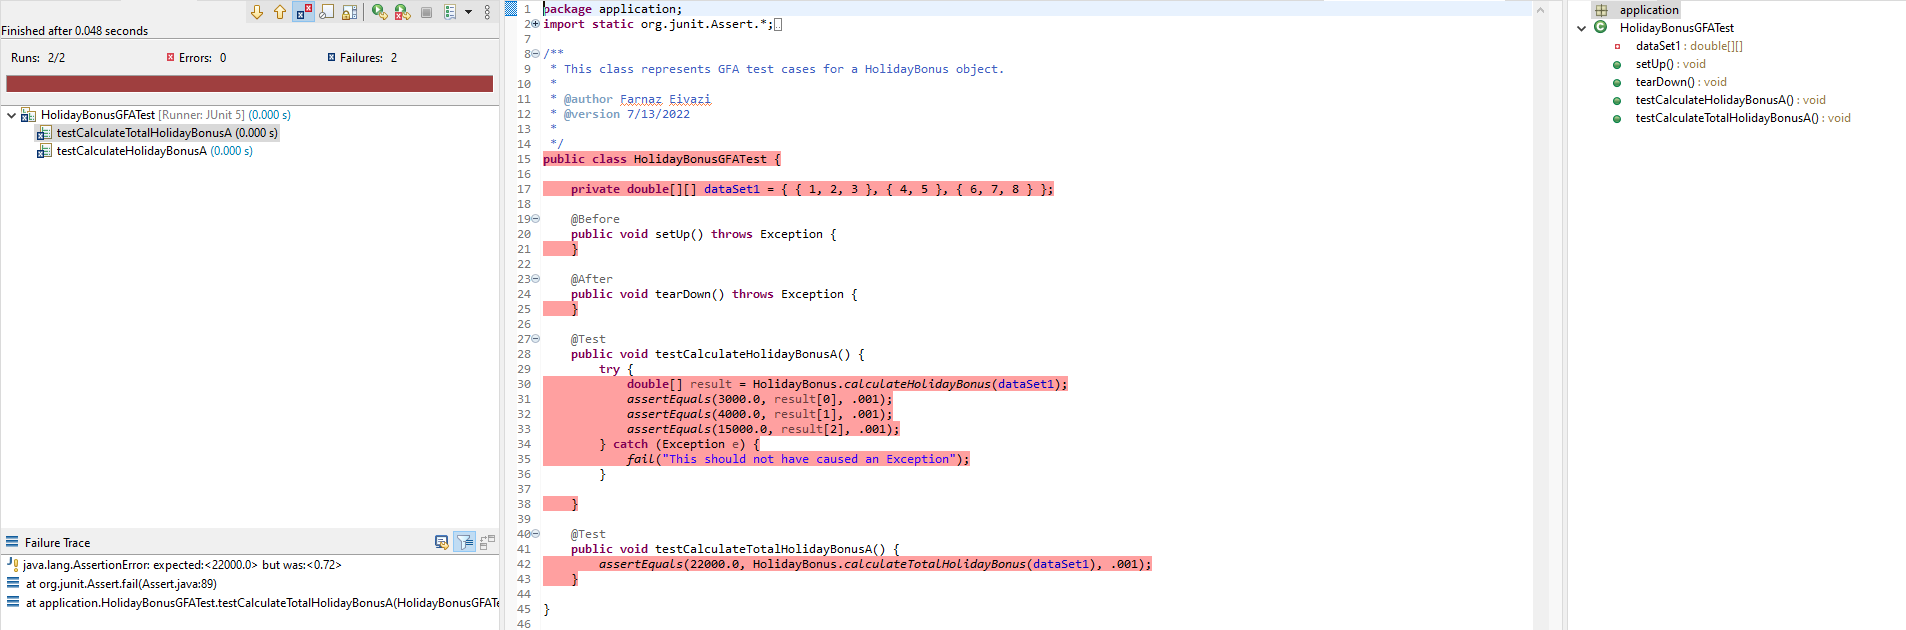 Finished after 0.048 seconds
Runs: 2/2 Errors: 0 Failures: 2
HolidayBonusGFATest [Runner: JUnit 5] (0.000 s)
testCalculateTotalHolidayBonusA (0.000 s)
testCalculateHolidayBonusA (0.000 s)
Failure Trace
java.lang.AssertionError: expected:<22000.0> but was:<0.72>
at org.junit.Assert.fail(Assert.java:89)
at application.HolidayBonusGFATest.testCalculateTotalHolidayBonusA(HolidayBonusGFATe
1 package application;
2 import static org.junit.Assert.*;
7
8 /**
9 * This class represents GFA test cases for a HolidayBonus object.
10 *
11 * @author Farnaz Eivazi
12 * @version 7/13/2022
13 *
14 */
15 public class HolidayBonusGFATest {
16
17 private double[][] dataSet1 = { { 1, 2, 3 }, { 4, 5 }, { 6, 7, 8 } };
18
19 @Before
20 public void setUp() throws Exception {
21 }
22
23 @After
24 public void tearDown() throws Exception {
25 }
26
27 @Test
28 public void testCalculateHolidayBonusA() {
29 try {
30 double[] result = HolidayBonus.calculateHolidayBonus(dataSet1);
31 assertEquals(3000.0, result[0], .001);
32 assertEquals(4000.0, result[1], .001);
33 assertEquals(15000.0, result[2], .001);
34 } catch (Exception e) {
35 fail("This should not have caused an Exception");
36 }
37
38 }
39
40 @Test
41 public void testCalculateTotalHolidayBonusA() {
42 assertEquals(22000.0, HolidayBonus.calculateTotalHolidayBonus(dataSet1), .001);
43 }
44
45 }
46
application
HolidayBonusGFATest
dataSet1 : double[][]
setUp() : void
tearDown() : void
testCalculateHolidayBonusA() : void
testCalculateTotalHolidayBonusA() : void